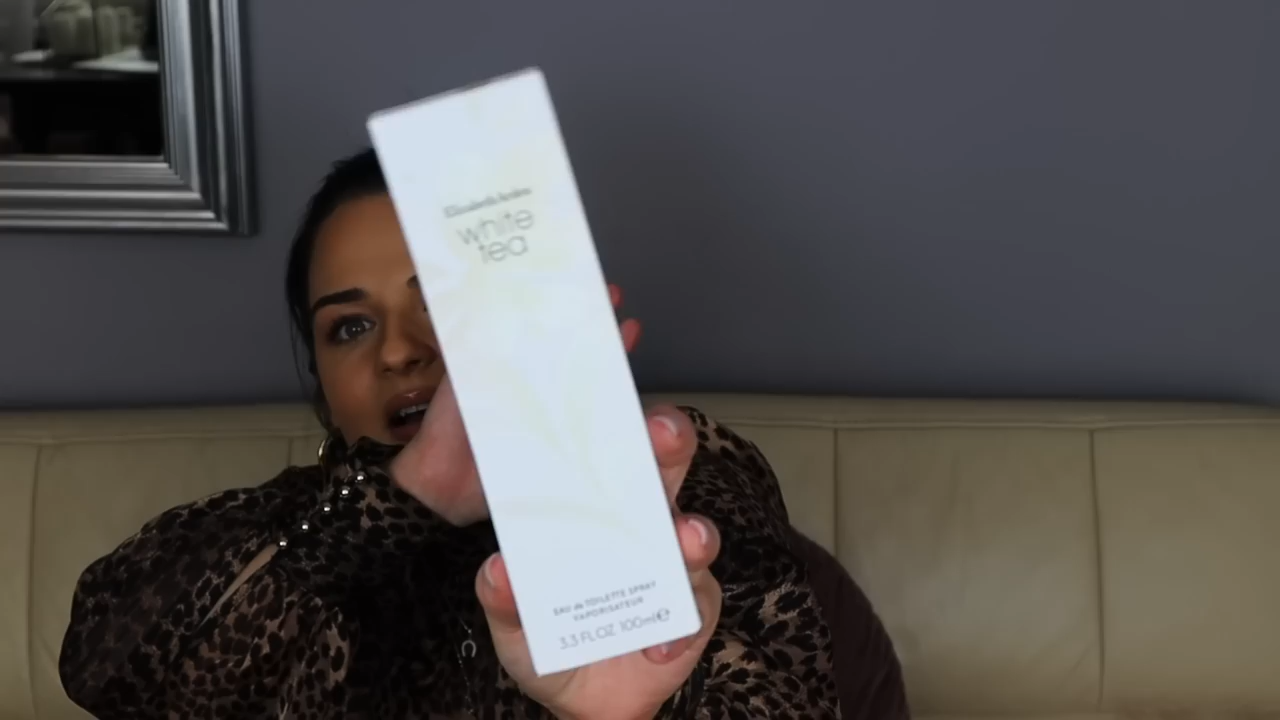 Elizabeth Arden
white
tea
EAU de TOILETTE SPRAY
VAPORISATEUR
3.3 FL.OZ 100ml℮